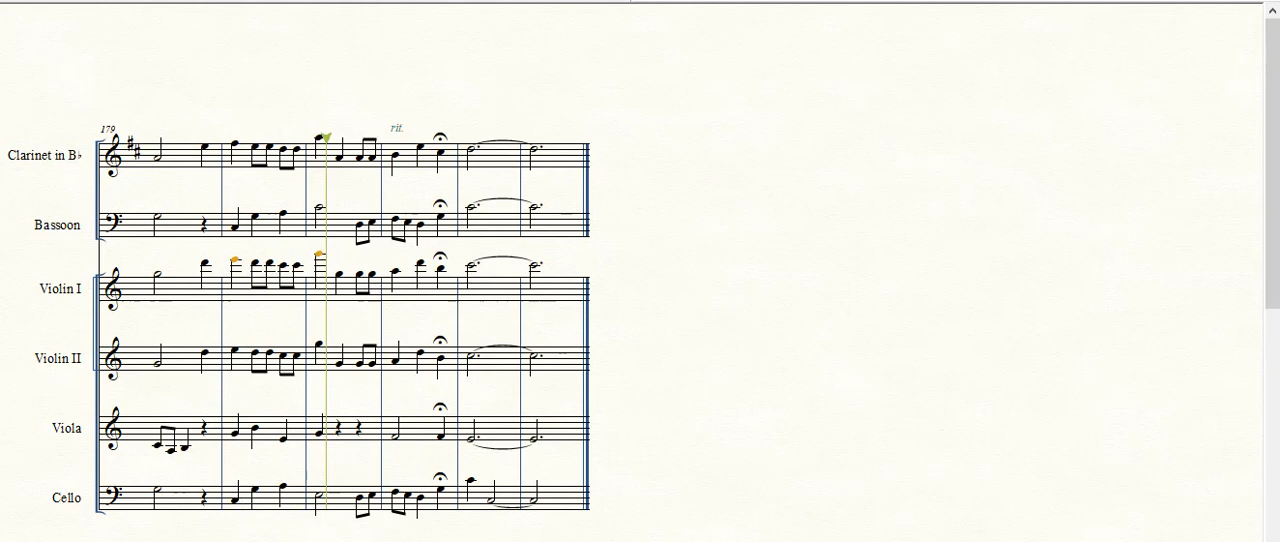 179
rit.
Clarinet in B♭
Bassoon
Violin I
Violin II
Viola
Cello